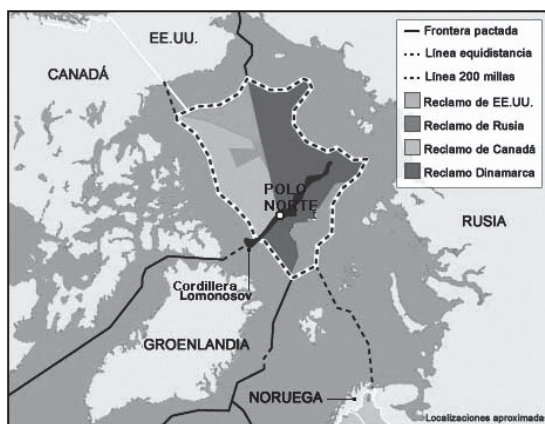 EE.UU.
CANADÁ
Frontera pactada
Línea equidistancia
Línea 200 millas
Reclamo de EE.UU.
Reclamo de Rusia
Reclamo de Canadá
Reclamo Dinamarca
POLO
NORTE
RUSIA
Cordillera
Lomonosov
GROENLANDIA
NORUEGA
Localizaciones aproximada